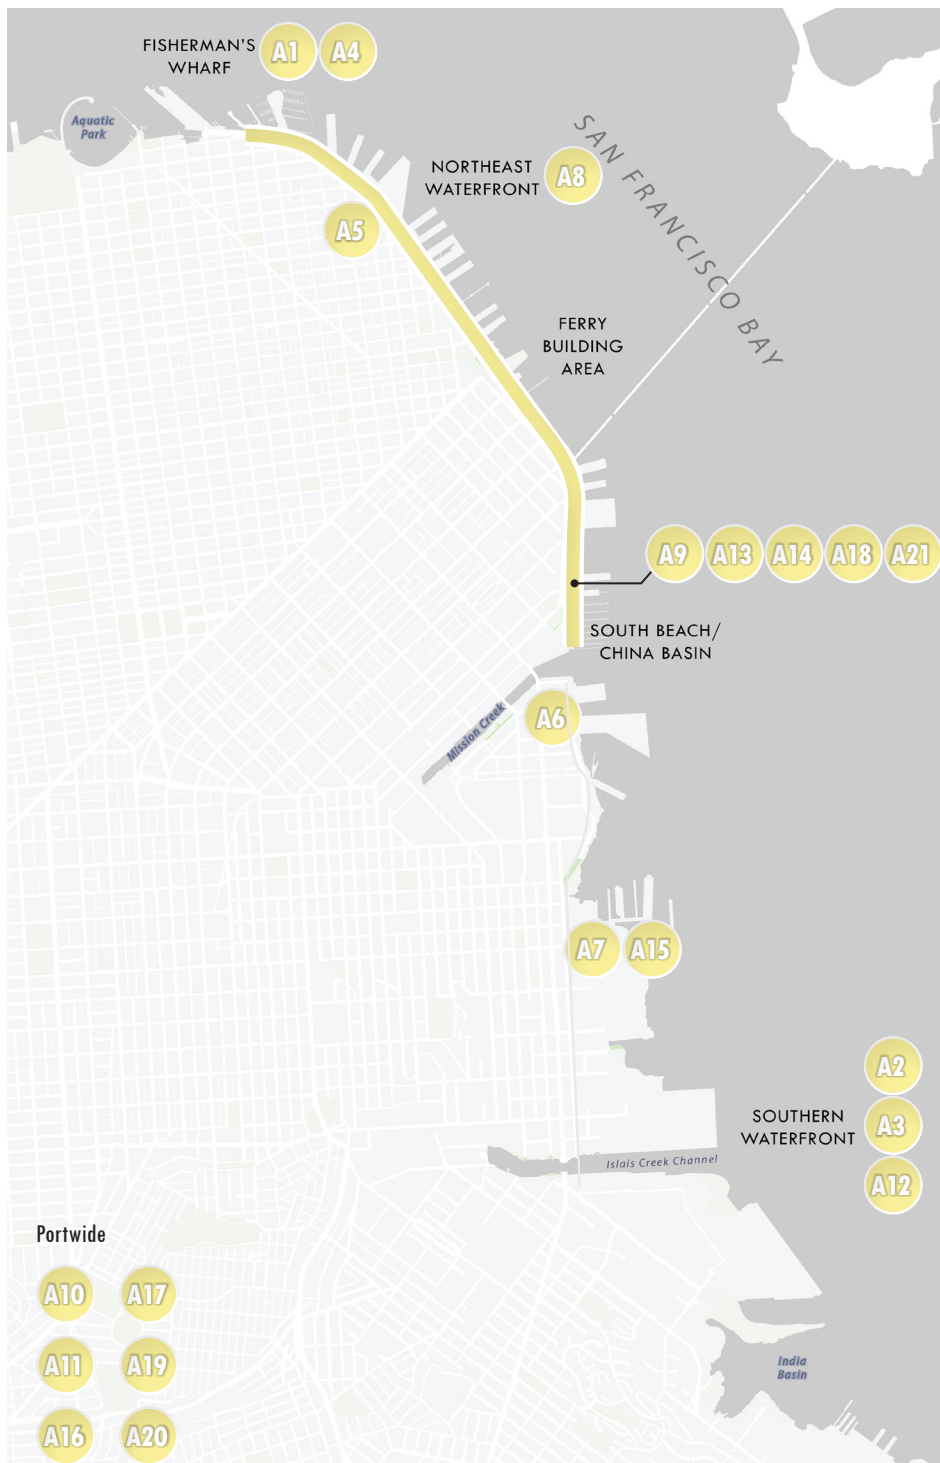 FISHERMAN'S
WHARF
A1
A4
Aquatic
Park
NORTHEAST
WATERFRONT
A8
SAN FRANCISCO BAY
A5
FERRY
BUILDING
AREA
A9
A13
A14
A18
A21
SOUTH BEACH/
CHINA BASIN
A6
Mission Creek
A7
A15
A2
SOUTHERN
WATERFRONT
A3
A12
Islais Creek Channel
Portwide
A10
A17
A11
A19
A16
A20
India
Basin